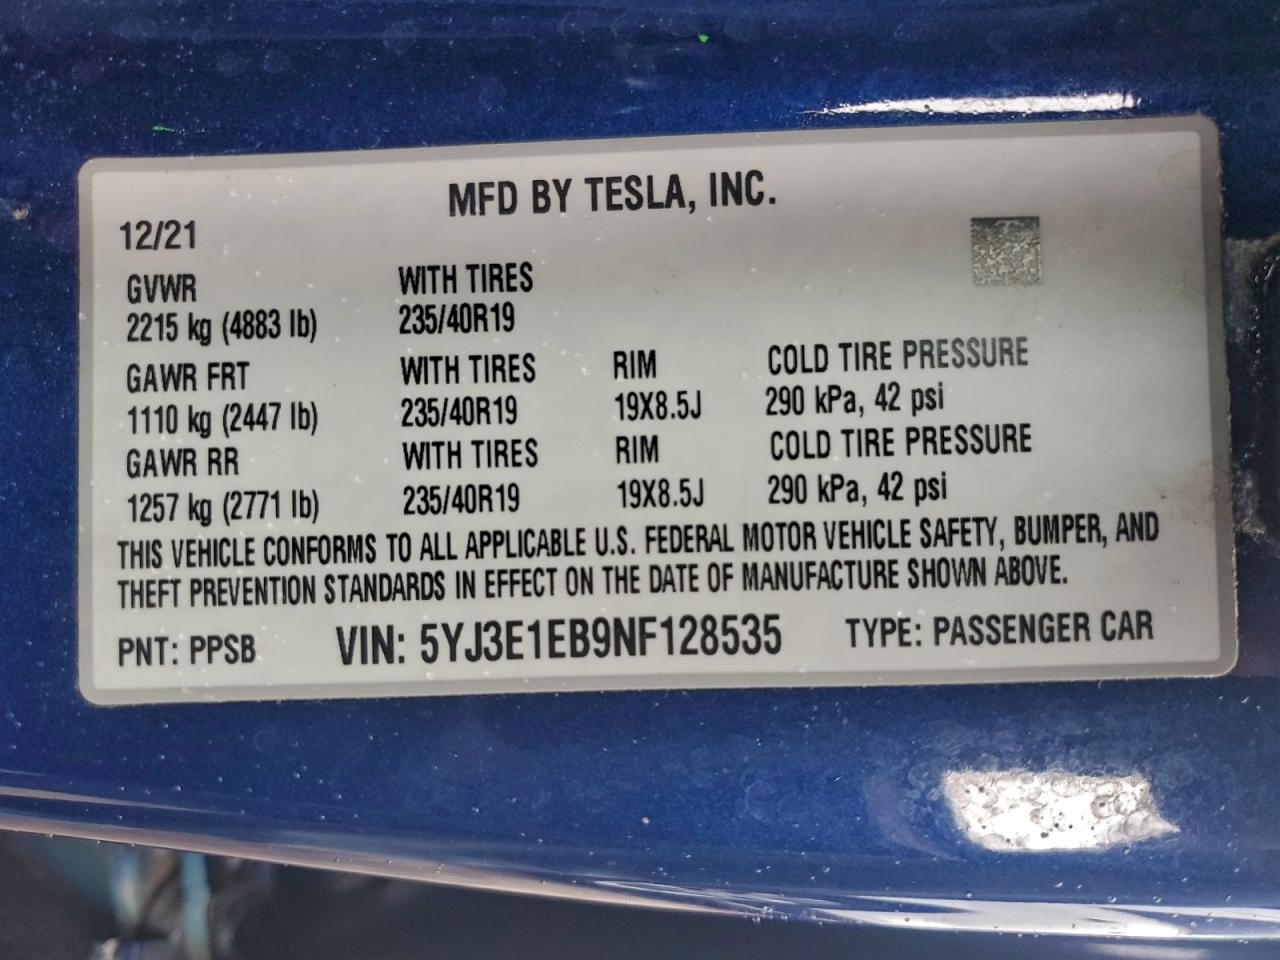 MFD BY TESLA, INC.
12/21
GVWR WITH TIRES
2215 kg (4883 lb) 235/40R19
GAWR FRT WITH TIRES RIM COLD TIRE PRESSURE
1110 kg (2447 lb) 235/40R19 19X8.5J 290 kPa, 42 psi
GAWR RR WITH TIRES RIM COLD TIRE PRESSURE
1257 kg (2771 lb) 235/40R19 19X8.5J 290 kPa, 42 psi
THIS VEHICLE CONFORMS TO ALL APPLICABLE U.S. FEDERAL MOTOR VEHICLE SAFETY, BUMPER, AND
THEFT PREVENTION STANDARDS IN EFFECT ON THE DATE OF MANUFACTURE SHOWN ABOVE.
PNT: PPSB VIN: 5YJ3E1EB9NF128535 TYPE: PASSENGER CAR